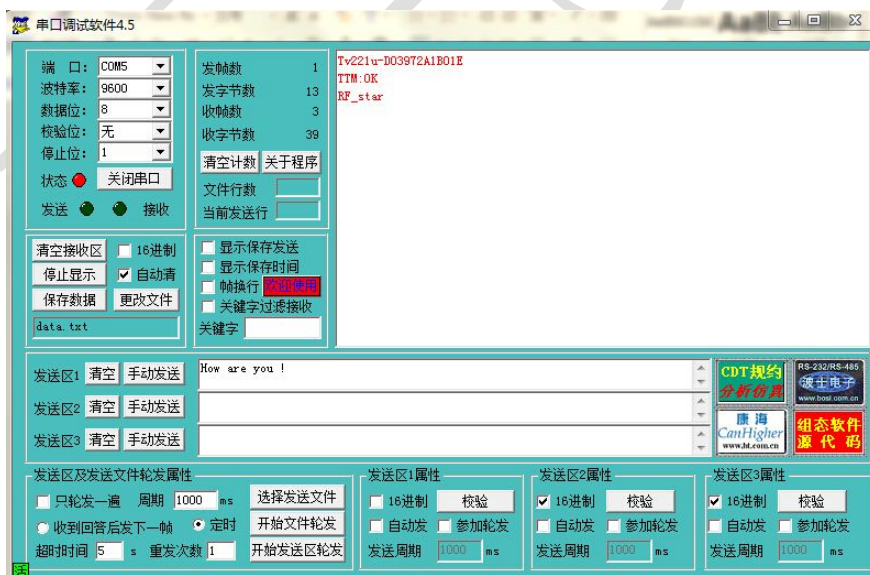 串口调试软件4.5
端 口: COM5
波特率: 9600
数据位: 8
校验位: 无
停止位: 1
状态 关闭串口
发送 接收
发帧数 1
发字节数 13
收帧数 3
收字节数 39
清空计数 关于程序
文件行数
当前发送行
Tv221u-D03972A1B01E
TTM:OK
RF_star
清空接收区 16进制
停止显示 自动清
保存数据 更改文件
data.txt
显示保存发送
显示保存时间
帧换行 欢迎使用
关键字过滤接收
关键字
发送区1 清空 手动发送 How are you !
发送区2 清空 手动发送
发送区3 清空 手动发送
CDT规约
分析仿真
RS-232/RS-485
波士电子
www.bosi.com.cn
康海
CanHigher
www.ht.com.cn
组态软件
源代码
发送区及发送文件轮发属性
只轮发一遍 周期 1000 ms 选择发送文件
收到回答后发下一帧 定时 开始文件轮发
超时时间 5 s 重发次数 1 开始发送区轮发
发送区1属性
16进制 校验
自动发 参加轮发
发送周期 1000 ms
发送区2属性
16进制 校验
自动发 参加轮发
发送周期 1000 ms
发送区3属性
16进制 校验
自动发 参加轮发
发送周期 1000 ms
活